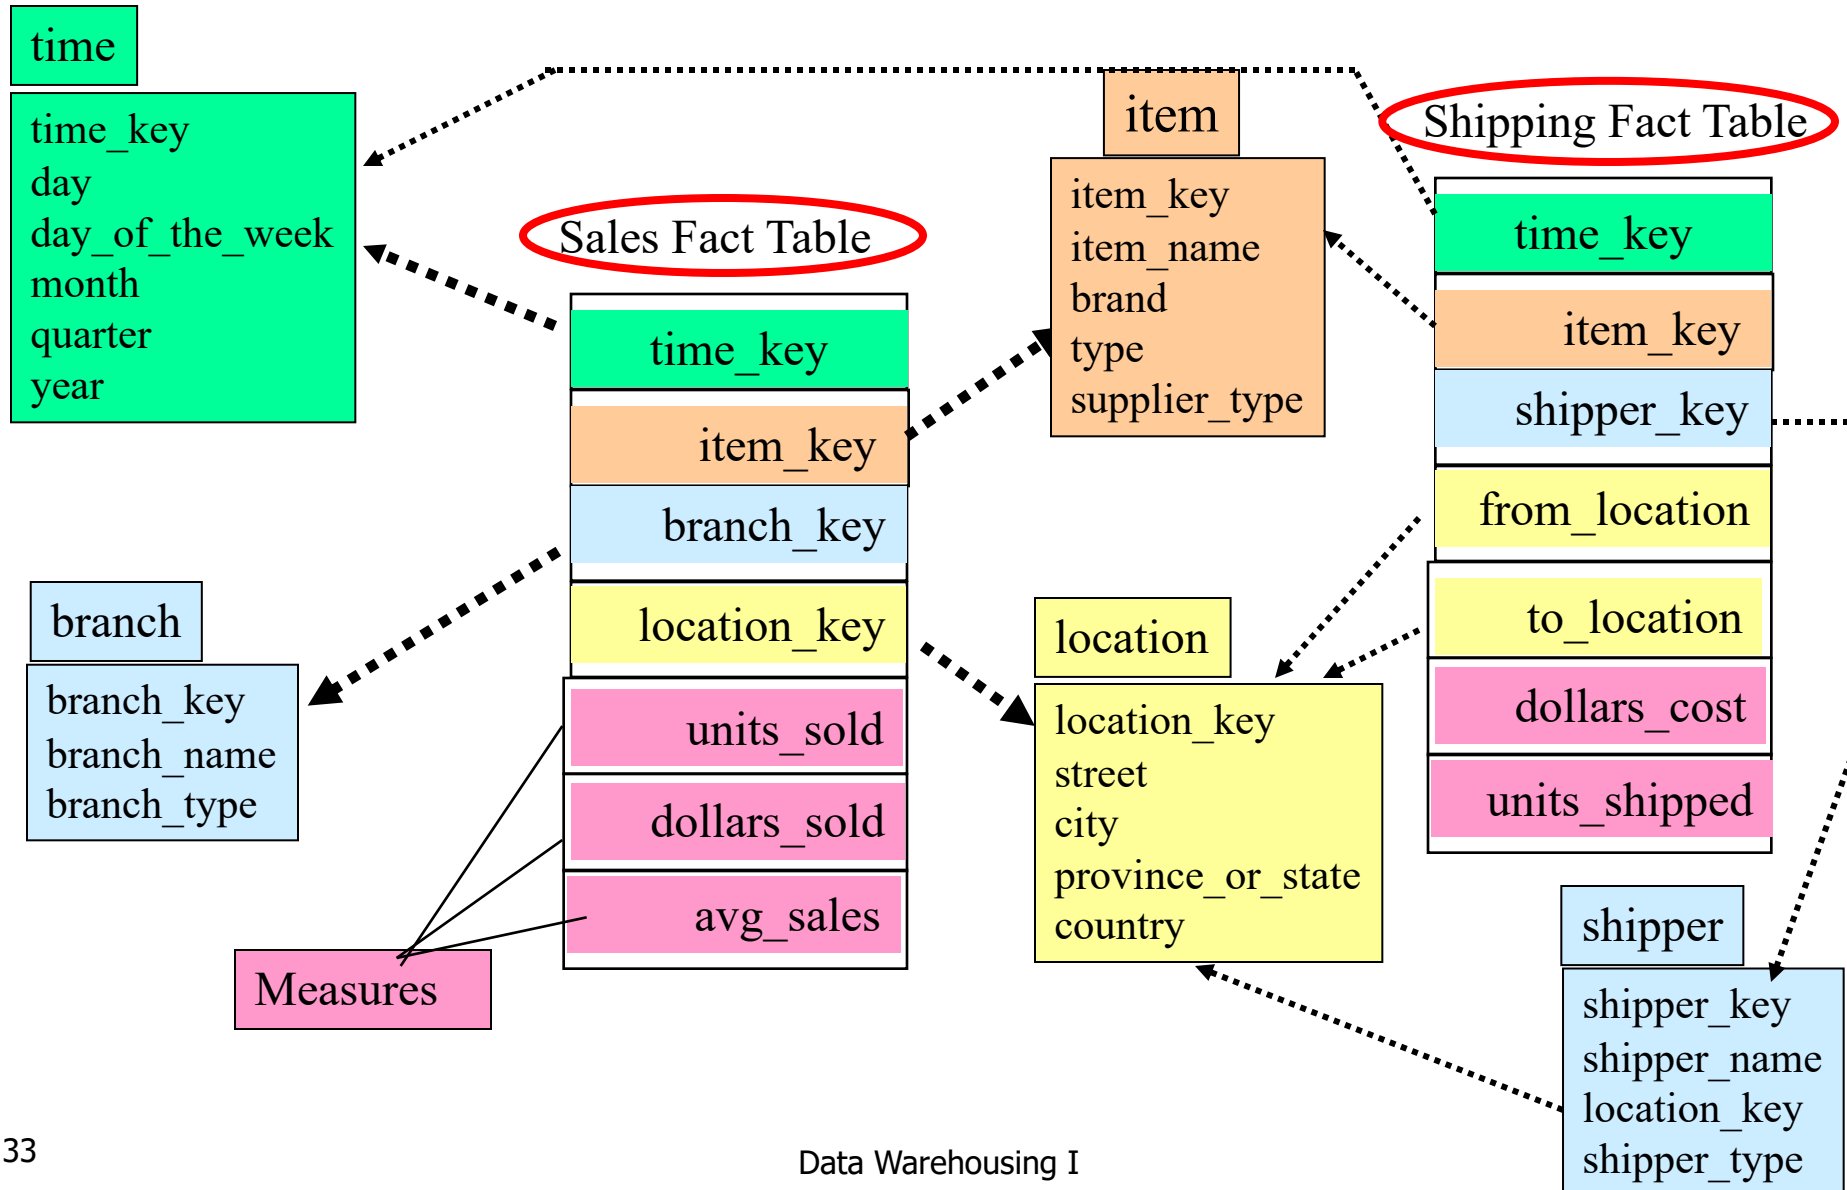 time
time_key
day
day_of_the_week
month
quarter
year
Sales Fact Table
time_key
item_key
branch_key
location_key
units_sold
dollars_sold
avg_sales
Measures
branch
branch_key
branch_name
branch_type
item
item_key
item_name
brand
type
supplier_type
location
location_key
street
city
province_or_state
country
Shipping Fact Table
time_key
item_key
shipper_key
from_location
to_location
dollars_cost
units_shipped
shipper
shipper_key
shipper_name
location_key
shipper_type
33
Data Warehousing I